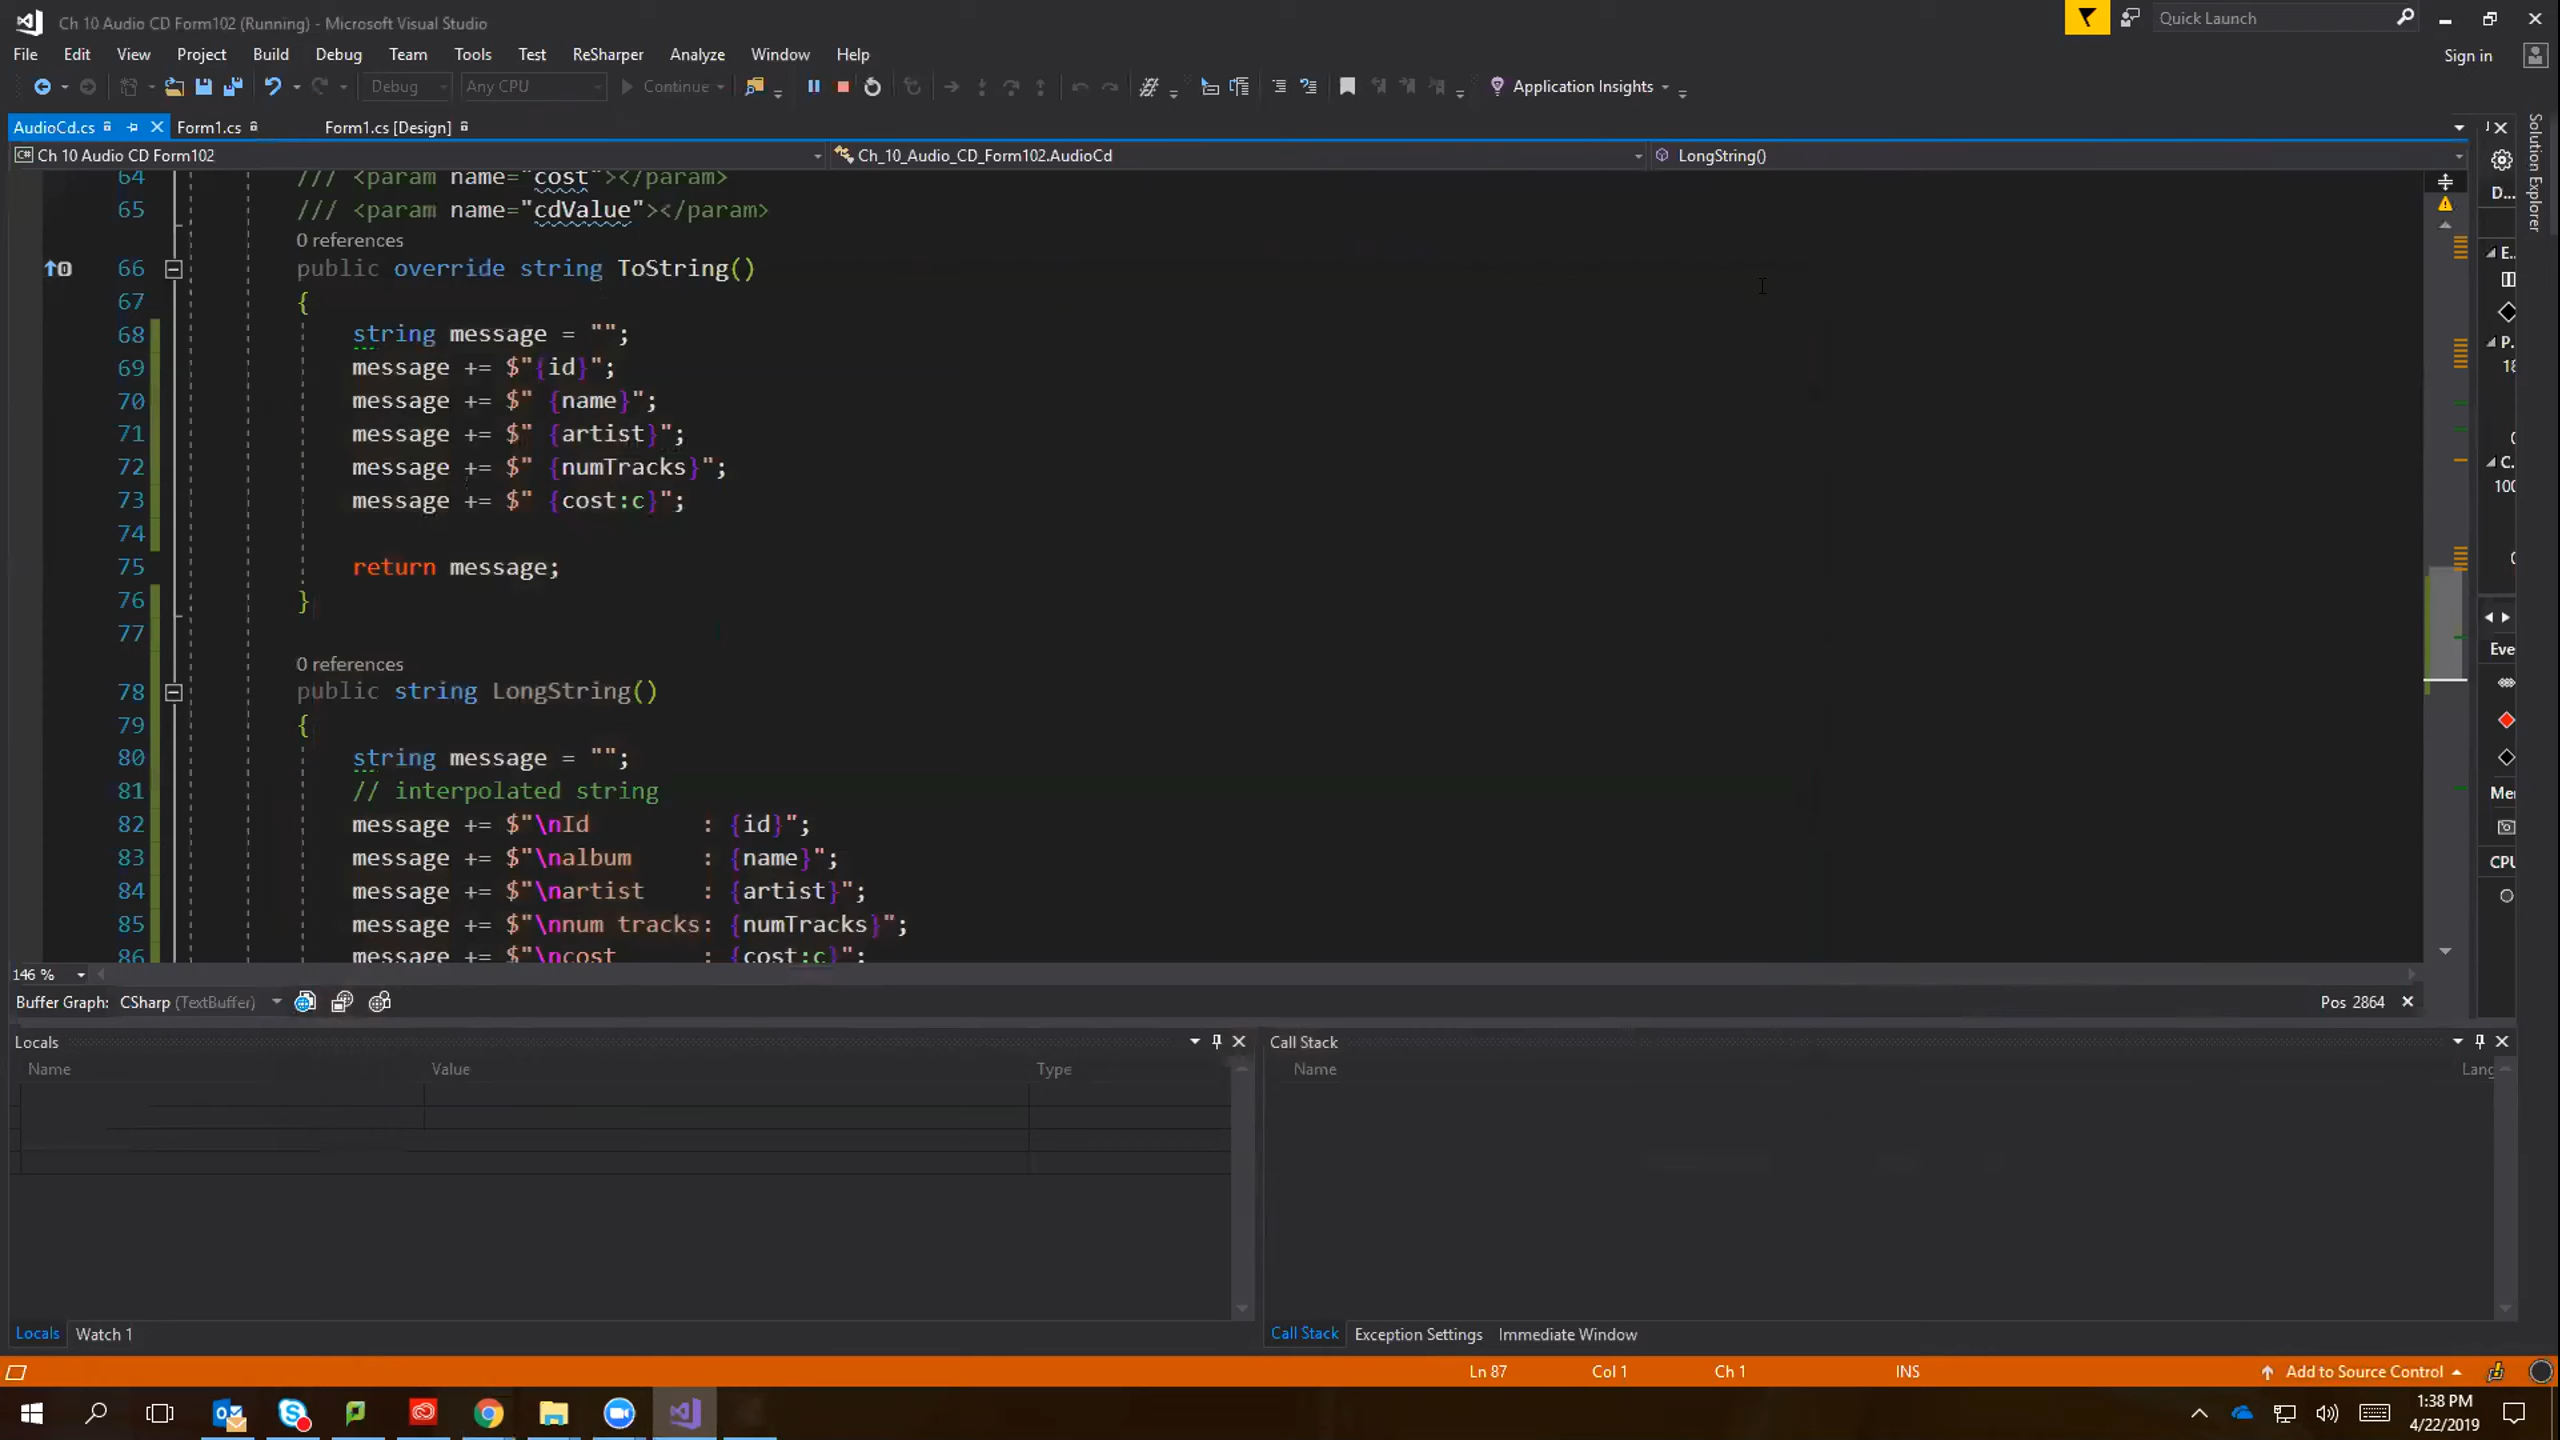 Ch 10 Audio CD Form102 (Running) - Microsoft Visual Studio
Quick Launch
File Edit View Project Build Debug Team Tools Test ReSharper Analyze Window Help
Sign in
Debug Any CPU Continue Application Insights
AudioCd.cs Form1.cs Form1.cs [Design]
Ch 10 Audio CD Form102 Ch_10_Audio_CD_Form102.AudioCd LongString()
Solution Explorer
64 /// <param name="cost"></param>
65 /// <param name="cdValue"></param>
0 references
66 public override string ToString()
67 {
68 string message = "";
69 message += $"{id}";
70 message += $" {name}";
71 message += $" {artist}";
72 message += $" {numTracks}";
73 message += $" {cost:c}";
74
75 return message;
76 }
77
0 references
78 public string LongString()
79 {
80 string message = "";
81 // interpolated string
82 message += $"\nId        : {id}";
83 message += $"\nalbum     : {name}";
84 message += $"\nartist    : {artist}";
85 message += $"\nnum tracks: {numTracks}";
86 message += $"\ncost      : {cost:c}";
D...
E...
P...
C...
100
Eve
Me
CPU
146 %
Buffer Graph: CSharp (TextBuffer) Pos 2864
Locals
Name Value Type
Call Stack
Name Lang
Locals Watch 1
Call Stack Exception Settings Immediate Window
Ln 87 Col 1 Ch 1 INS Add to Source Control
1:38 PM
4/22/2019